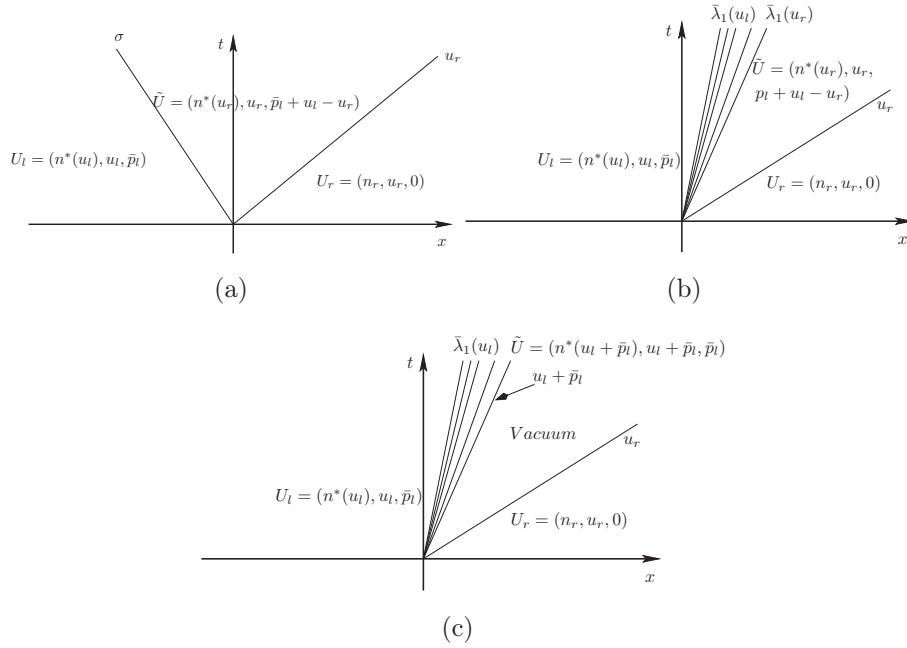 σ
t
u_r
Ũ = (n*(u_r), u_r, p̄_l + u_l − u_r)
U_l = (n*(u_l), u_l, p̄_l)
U_r = (n_r, u_r, 0)
x
(a)
λ̄_1(u_l) λ̄_1(u_r)
t
Ũ = (n*(u_r), u_r,
p_l + u_l − u_r)
u_r
U_l = (n*(u_l), u_l, p̄_l)
U_r = (n_r, u_r, 0)
x
(b)
λ̄_1(u_l) Ũ = (n*(u_l + p̄_l), u_l + p̄_l, p̄_l)
t
u_l + p̄_l
Vacuum
u_r
U_l = (n*(u_l), u_l, p̄_l)
U_r = (n_r, u_r, 0)
x
(c)